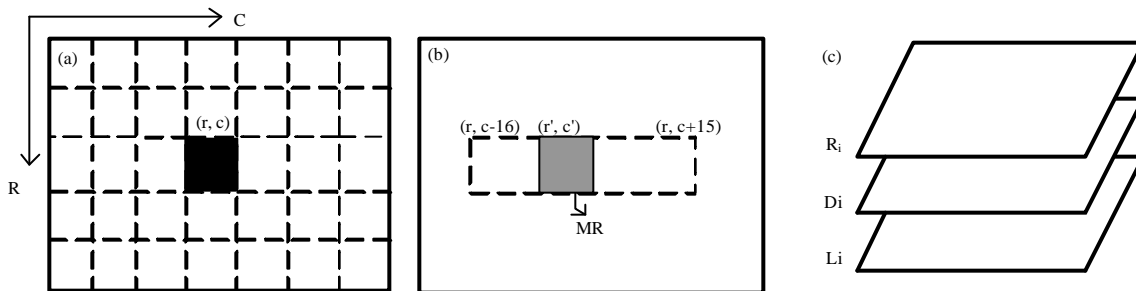 C
(a)
(b)
(c)
(r, c)
(r, c-16)
(r', c')
(r, c+15)
R
MR
Ri
Di
Li